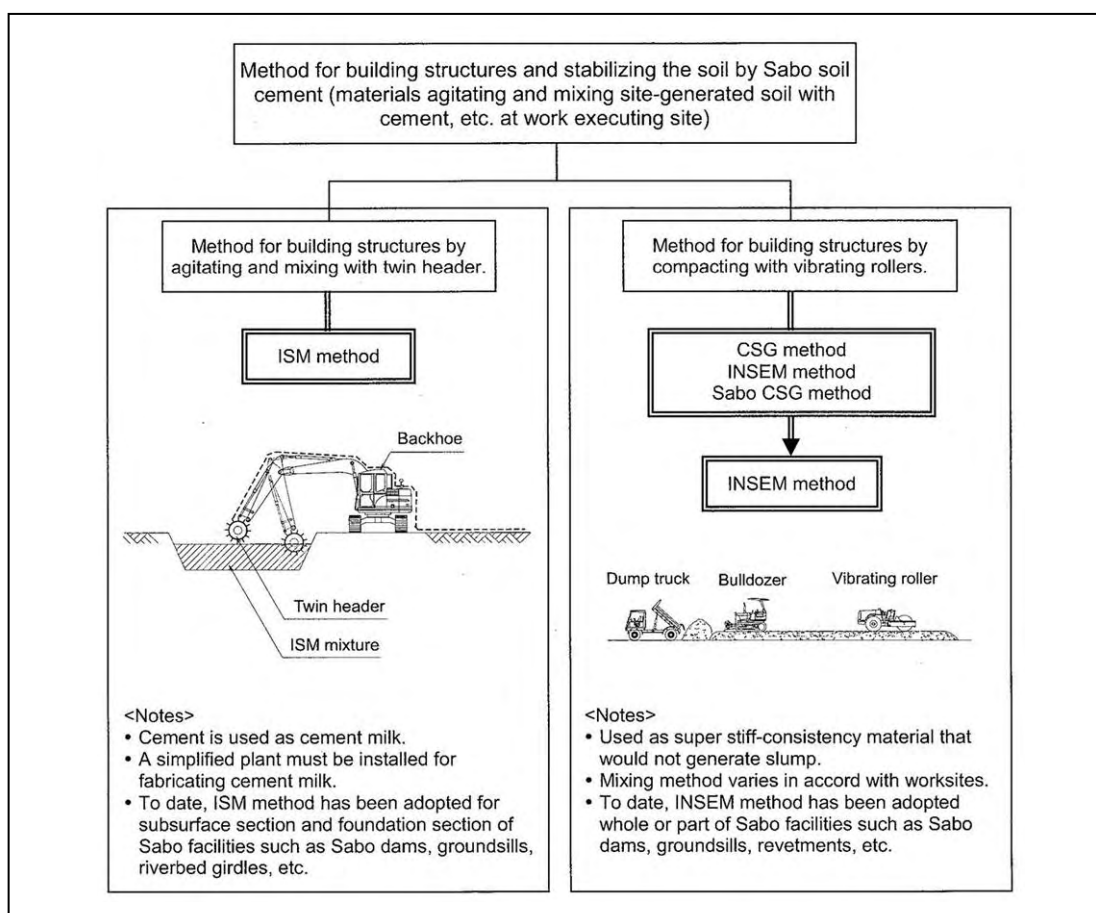 Method for building structures and stabilizing the soil by Sabo soil
cement (materials agitating and mixing site-generated soil with
cement, etc. at work executing site)
Method for building structures by
agitating and mixing with twin header.
ISM method
Backhoe
Twin header
ISM mixture
<Notes>
• Cement is used as cement milk.
• A simplified plant must be installed for
fabricating cement milk.
• To date, ISM method has been adopted for
subsurface section and foundation section of
Sabo facilities such as Sabo dams, groundsills,
riverbed girdles, etc.
Method for building structures by
compacting with vibrating rollers.
CSG method
INSEM method
Sabo CSG method
INSEM method
Dump truck
Bulldozer
Vibrating roller
<Notes>
• Used as super stiff-consistency material that
would not generate slump.
• Mixing method varies in accord with worksites.
• To date, INSEM method has been adopted
whole or part of Sabo facilities such as Sabo
dams, groundsills, revetments, etc.